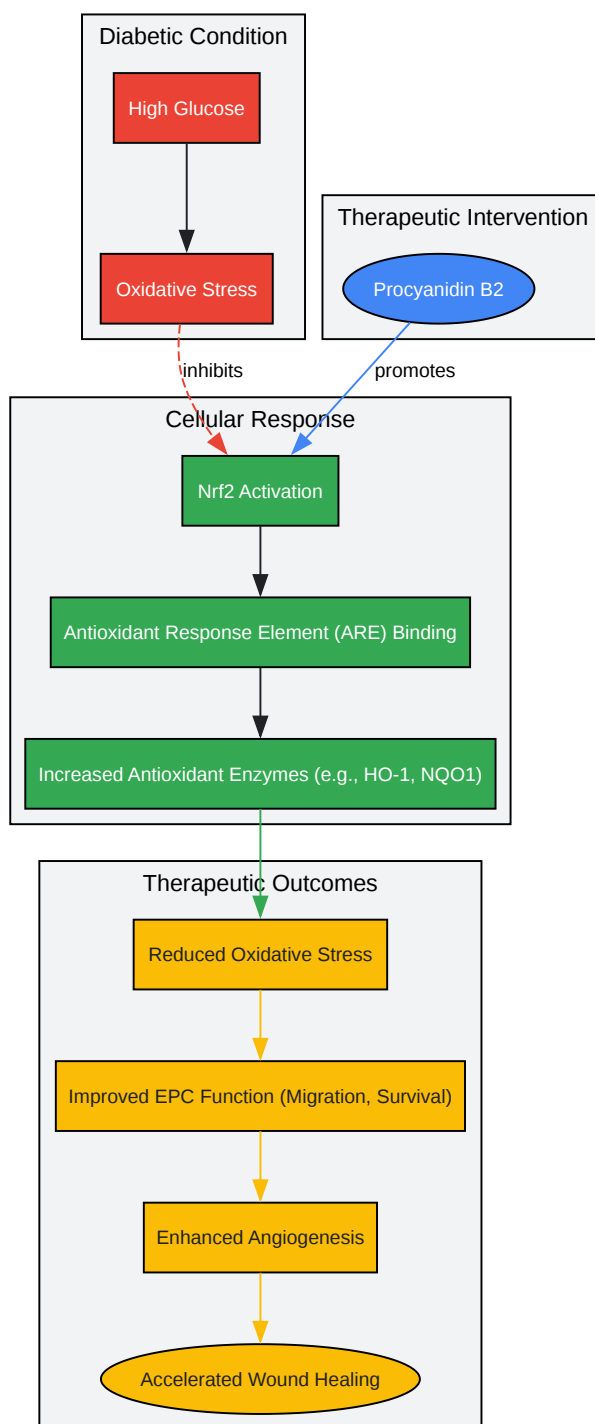 Diabetic Condition
High Glucose
Therapeutic Intervention
Oxidative Stress
Procyanidin B2
inhibits
promotes
Cellular Response
Nrf2 Activation
Antioxidant Response Element (ARE) Binding
Increased Antioxidant Enzymes (e.g., HO-1, NQO1)
Therapeutic Outcomes
Reduced Oxidative Stress
Improved EPC Function (Migration, Survival)
Enhanced Angiogenesis
Accelerated Wound Healing